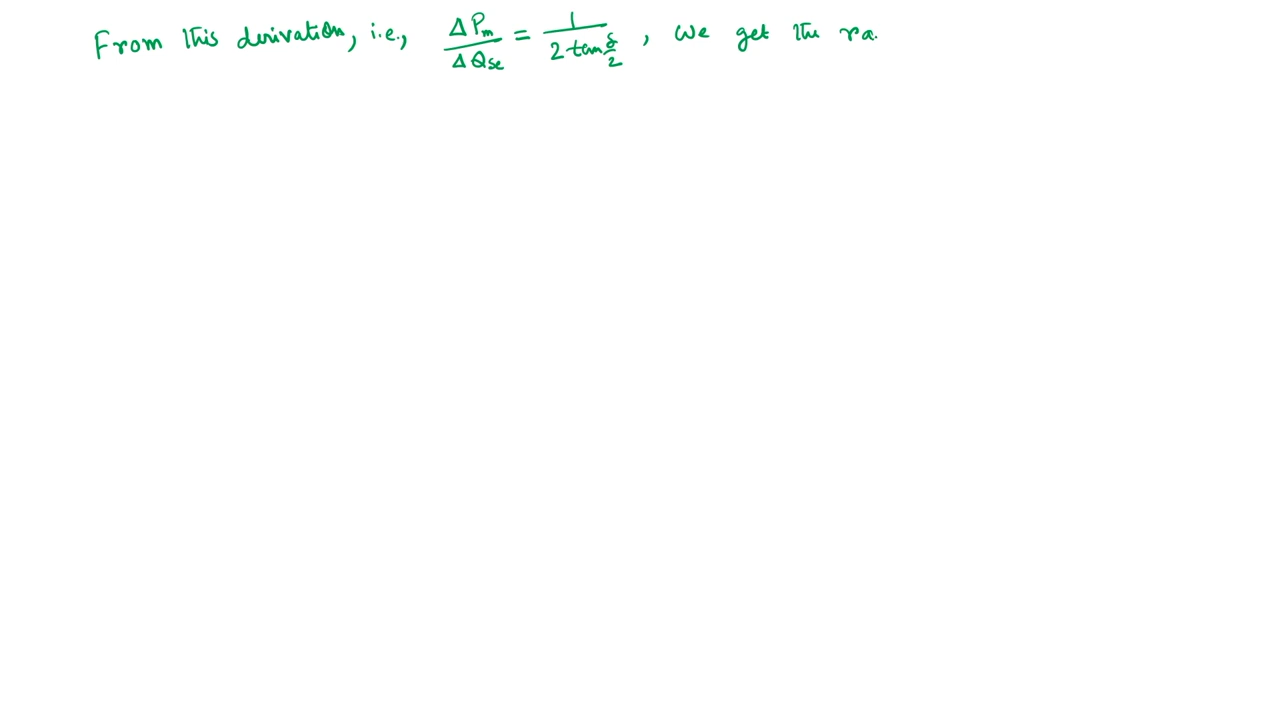 From this derivation, i.e., ΔPm/ΔQse = 1/(2 tan δ/2), we get the ra